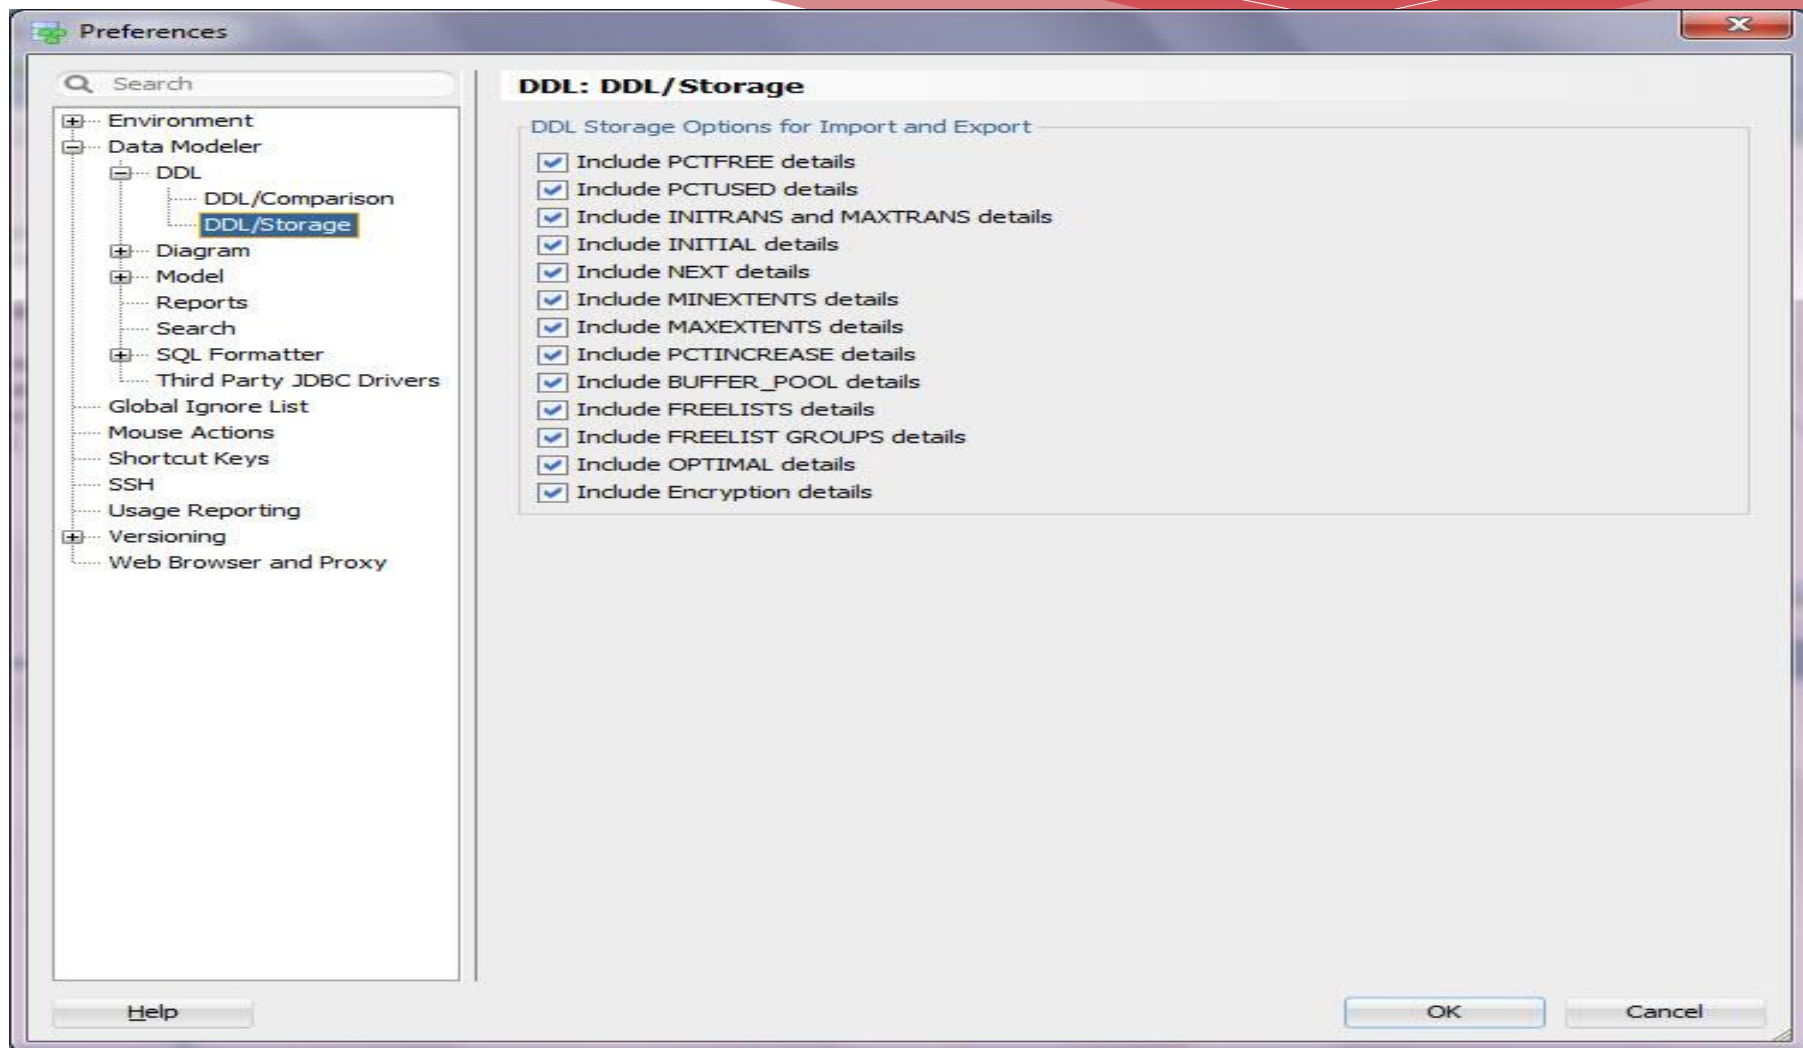 Preferences
Search
Environment
Data Modeler
DDL
DDL/Comparison
DDL/Storage
Diagram
Model
Reports
Search
SQL Formatter
Third Party JDBC Drivers
Global Ignore List
Mouse Actions
Shortcut Keys
SSH
Usage Reporting
Versioning
Web Browser and Proxy
DDL: DDL/Storage
DDL Storage Options for Import and Export
Include PCTFREE details
Include PCTUSED details
Include INITRANS and MAXTRANS details
Include INITIAL details
Include NEXT details
Include MINEXTENTS details
Include MAXEXTENTS details
Include PCTINCREASE details
Include BUFFER_POOL details
Include FREELISTS details
Include FREELIST GROUPS details
Include OPTIMAL details
Include Encryption details
Help
OK
Cancel